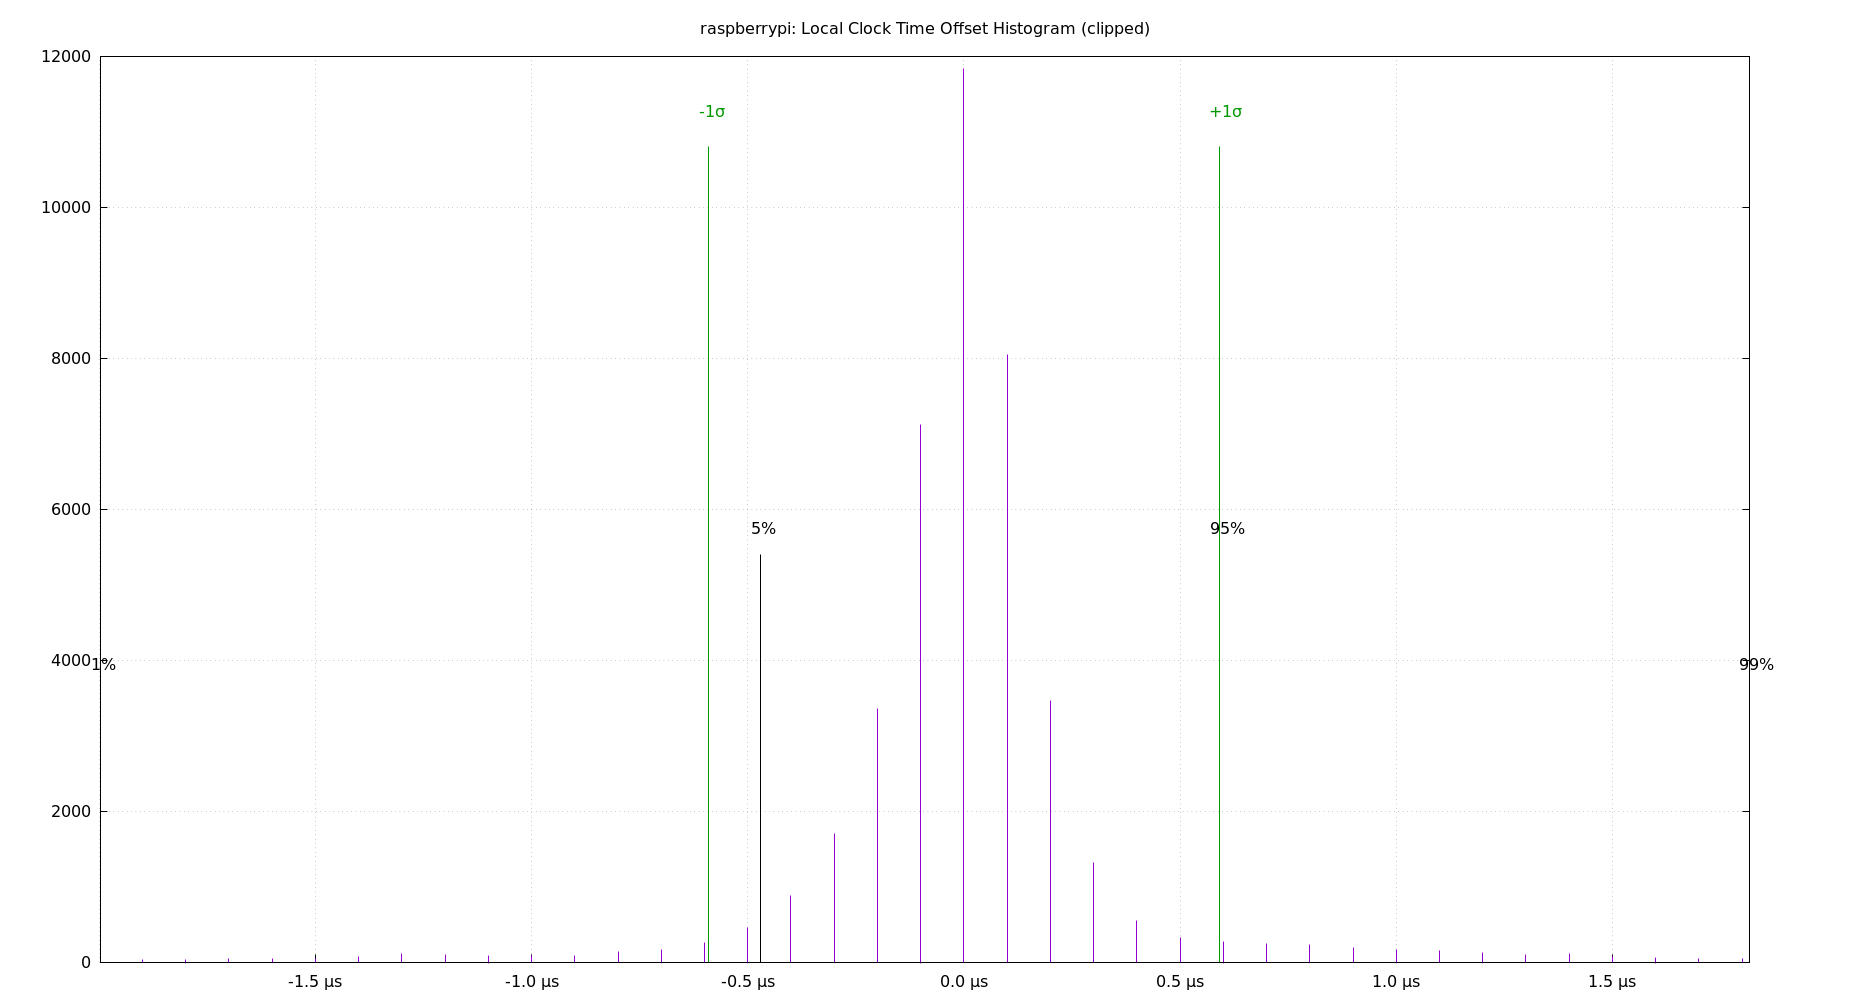 raspberrypi: Local Clock Time Offset Histogram (clipped)
12000
-1σ
+1σ
10000
8000
6000
5%
95%
4000
1%
99%
2000
0
-1.5 µs
-1.0 µs
-0.5 µs
0.0 µs
0.5 µs
1.0 µs
1.5 µs